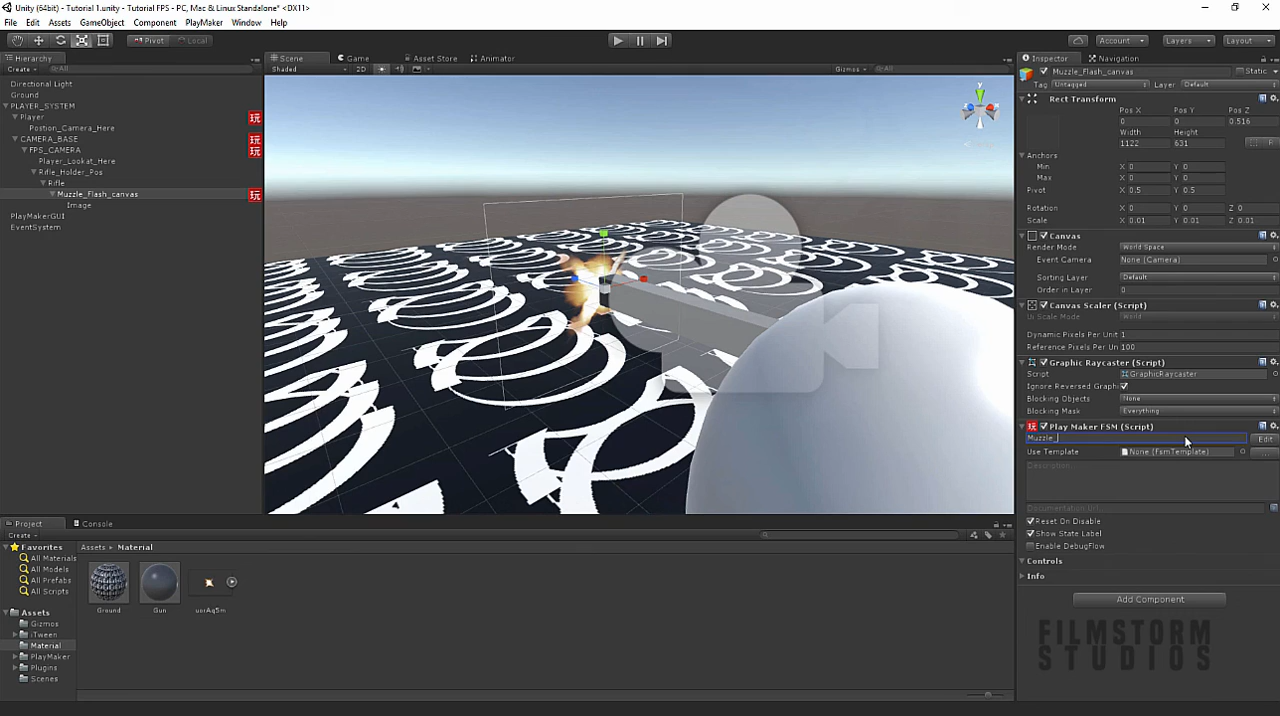 Unity (64bit) - Tutorial 1.unity - Tutorial FPS - PC, Mac & Linux Standalone* <DX11>
File Edit Assets GameObject Component PlayMaker Window Help
Pivot Local Account Layers Layout
Hierarchy Scene Game Asset Store Animator Inspector Navigation
Create All Shaded 2D Gizmos All
Muzzle_Flash_canvas Static
Tag Untagged Layer Default
Directional Light
Ground
PLAYER_SYSTEM
Player
Postion_Camera_Here
CAMERA_BASE
FPS_CAMERA
Player_Lookat_Here
Rifle_Holder_Pos
Rifle
Muzzle_Flash_canvas
Image
PlayMakerGUI
EventSystem
玩
玩
玩
玩
Y
Rect Transform
Pos X Pos Y Pos Z
0 0 0.516
Width Height
1122 631
R
Anchors
Min X 0 Y 0
Max X 0 Y 0
Pivot X 0.5 Y 0.5
Rotation X 0 Y 0 Z 0
Scale X 0.01 Y 0.01 Z 0.01
Canvas
Render Mode World Space
Event Camera None (Camera)
Sorting Layer Default
Order in Layer 0
Canvas Scaler (Script)
Ui Scale Mode World
Dynamic Pixels Per Unit 1
Reference Pixels Per Un 100
Graphic Raycaster (Script)
Script GraphicRaycaster
Ignore Reversed Graphi
Blocking Objects None
Blocking Mask Everything
玩 Play Maker FSM (Script)
Muzzle_ Edit
Use Template None (FsmTemplate) ...
Description...
Documentation Url...
Reset On Disable
Show State Label
Enable DebugFlow
Controls
Info
Add Component
FILMSTORM
STUDIOS
Project Console
Create
Favorites
All Materials
All Models
All Prefabs
All Scripts
Assets
Gizmos
iTween
Material
PlayMaker
Plugins
Scenes
Assets Material
Ground Gun